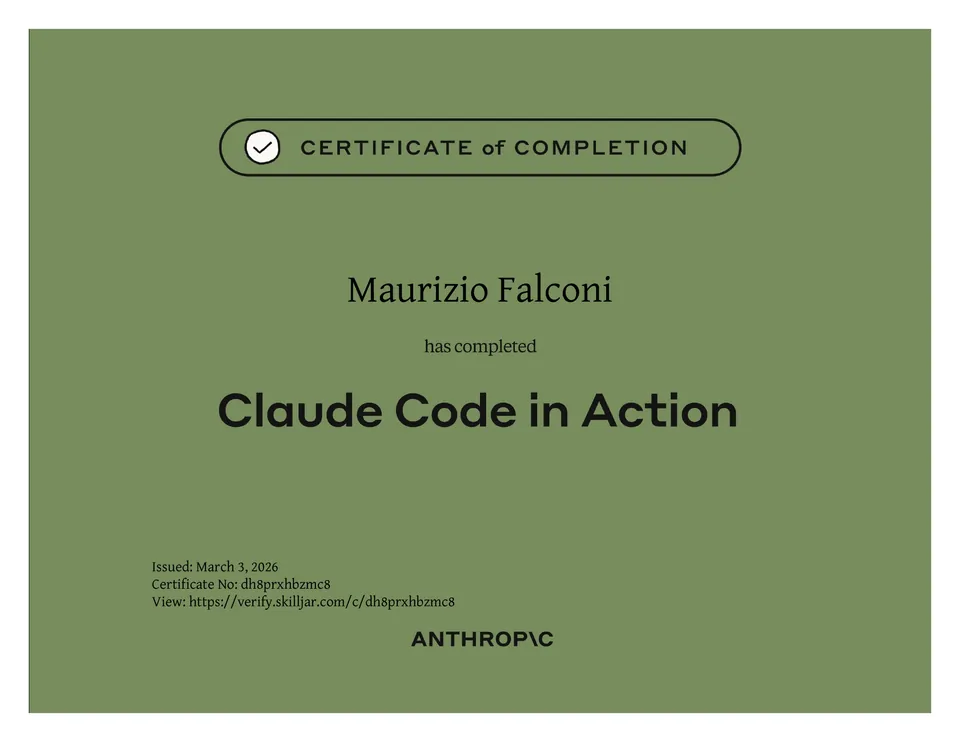 CERTIFICATE of COMPLETION
Maurizio Falconi
has completed
Claude Code in Action
Issued: March 3, 2026
Certificate No: dh8prxhbzmc8
View: https://verify.skilljar.com/c/dh8prxhbzmc8
ANTHROP\C